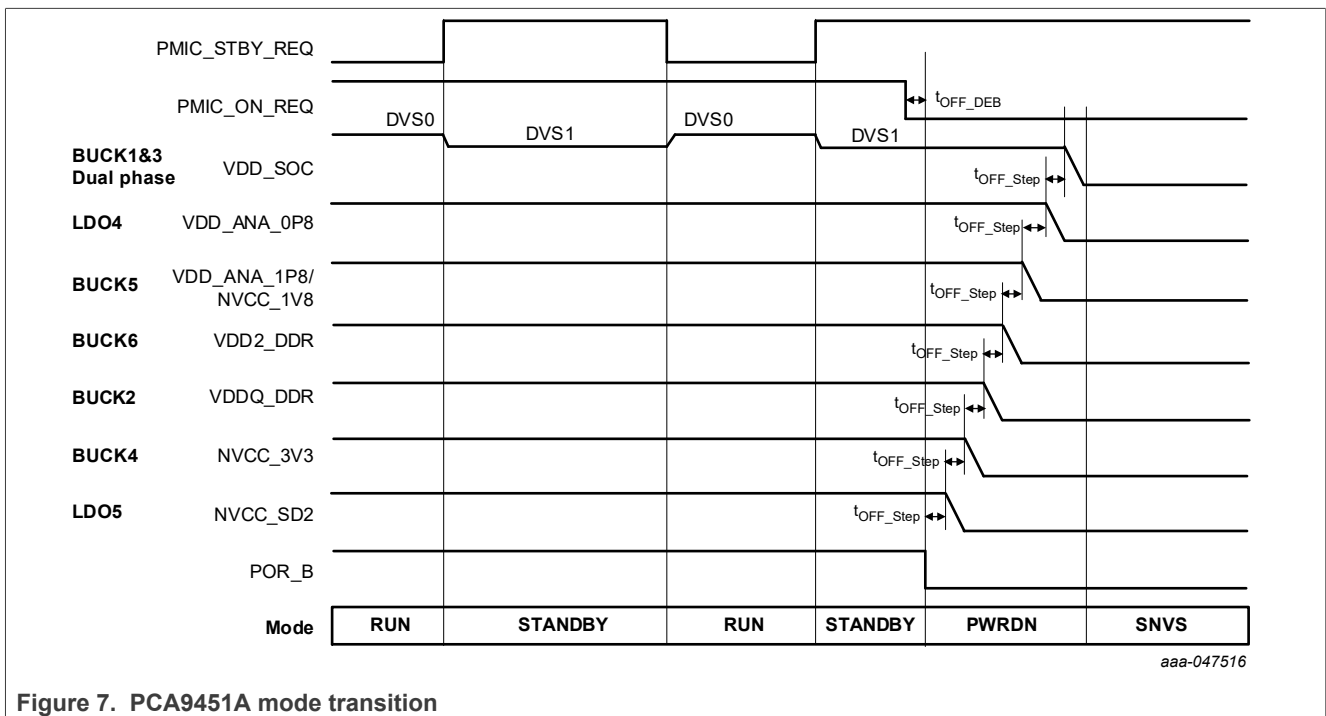 PMIC_STBY_REQ
PMIC_ON_REQ
tOFF_DEB
DVS0
DVS1
DVS0
DVS1
BUCK1&3
Dual phase
VDD_SOC
tOFF_Step
LDO4
VDD_ANA_0P8
tOFF_Step
BUCK5
VDD_ANA_1P8/
NVCC_1V8
tOFF_Step
BUCK6
VDD2_DDR
tOFF_Step
BUCK2
VDDQ_DDR
tOFF_Step
BUCK4
NVCC_3V3
tOFF_Step
LDO5
NVCC_SD2
tOFF_Step
POR_B
Mode
RUN
STANDBY
RUN
STANDBY
PWRDN
SNVS
aaa-047516
Figure 7. PCA9451A mode transition